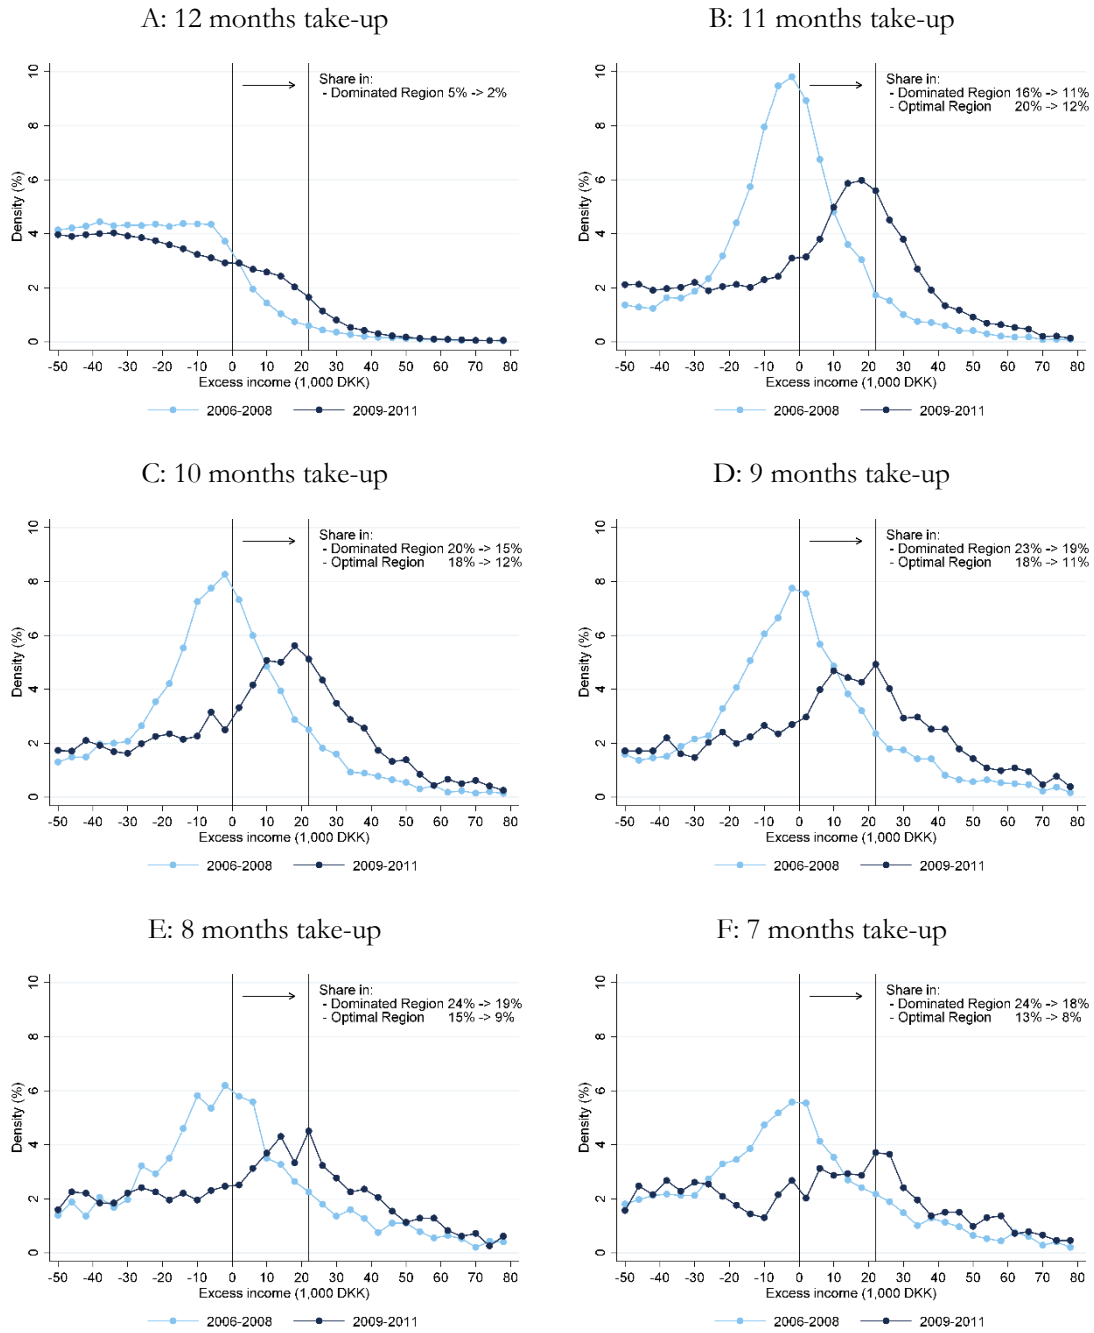 A: 12 months take-up
Share in:
- Dominated Region 5% -> 2%
Density (%)
10
8
6
4
2
0
-50 -40 -30 -20 -10 0 10 20 30 40 50 60 70 80
Excess income (1,000 DKK)
2006-2008 2009-2011
B: 11 months take-up
Share in:
- Dominated Region 16% -> 11%
- Optimal Region 20% -> 12%
Density (%)
10
8
6
4
2
0
-50 -40 -30 -20 -10 0 10 20 30 40 50 60 70 80
Excess income (1,000 DKK)
2006-2008 2009-2011
C: 10 months take-up
Share in:
- Dominated Region 20% -> 15%
- Optimal Region 18% -> 12%
Density (%)
10
8
6
4
2
0
-50 -40 -30 -20 -10 0 10 20 30 40 50 60 70 80
Excess income (1,000 DKK)
2006-2008 2009-2011
D: 9 months take-up
Share in:
- Dominated Region 23% -> 19%
- Optimal Region 18% -> 11%
Density (%)
10
8
6
4
2
0
-50 -40 -30 -20 -10 0 10 20 30 40 50 60 70 80
Excess income (1,000 DKK)
2006-2008 2009-2011
E: 8 months take-up
Share in:
- Dominated Region 24% -> 19%
- Optimal Region 15% -> 9%
Density (%)
10
8
6
4
2
0
-50 -40 -30 -20 -10 0 10 20 30 40 50 60 70 80
Excess income (1,000 DKK)
2006-2008 2009-2011
F: 7 months take-up
Share in:
- Dominated Region 24% -> 18%
- Optimal Region 13% -> 8%
Density (%)
10
8
6
4
2
0
-50 -40 -30 -20 -10 0 10 20 30 40 50 60 70 80
Excess income (1,000 DKK)
2006-2008 2009-2011